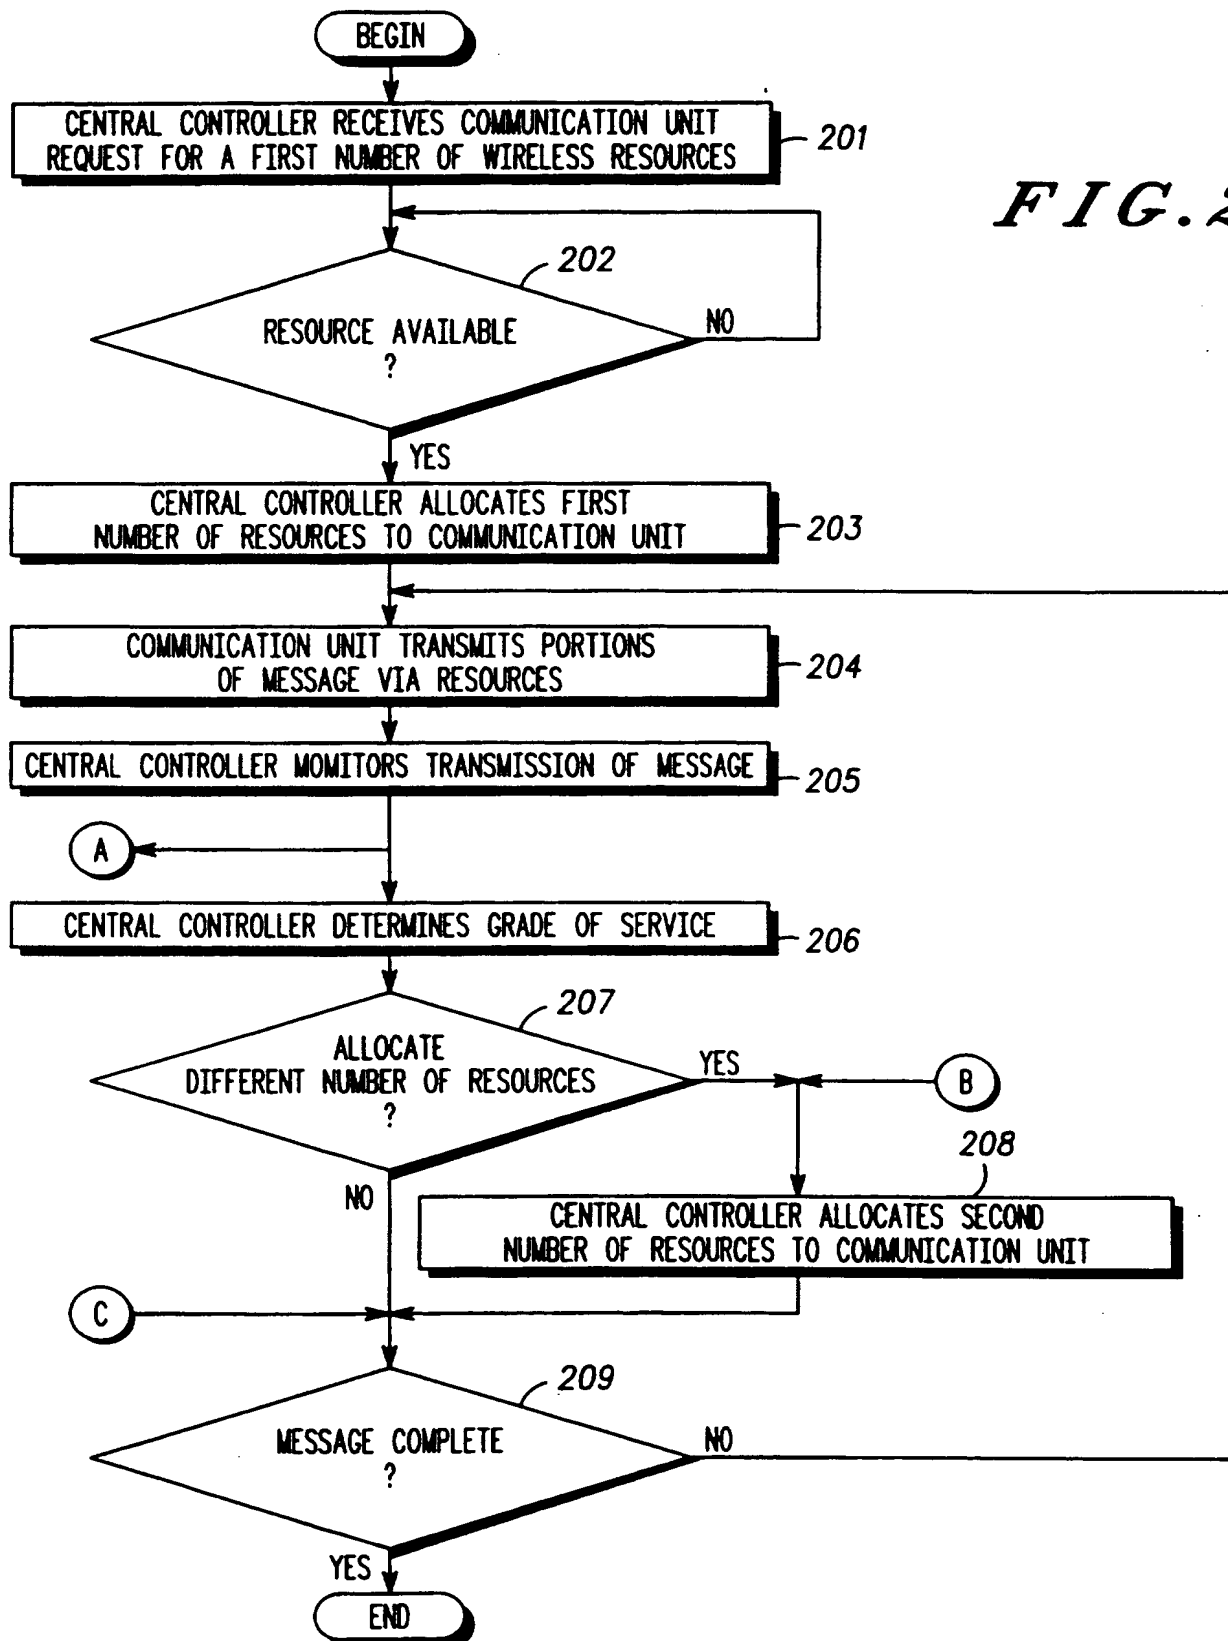 BEGIN
CENTRAL CONTROLLER RECEIVES COMMUNICATION UNIT
REQUEST FOR A FIRST NUMBER OF WIRELESS RESOURCES
201
FIG.2
202
RESOURCE AVAILABLE
?
NO
YES
CENTRAL CONTROLLER ALLOCATES FIRST
NUMBER OF RESOURCES TO COMMUNICATION UNIT
203
COMMUNICATION UNIT TRANSMITS PORTIONS
OF MESSAGE VIA RESOURCES
204
CENTRAL CONTROLLER MOMITORS TRANSMISSION OF MESSAGE
205
A
CENTRAL CONTROLLER DETERMINES GRADE OF SERVICE
206
207
ALLOCATE
DIFFERENT NUMBER OF RESOURCES
?
YES
B
NO
208
CENTRAL CONTROLLER ALLOCATES SECOND
NUMBER OF RESOURCES TO COMMUNICATION UNIT
C
209
MESSAGE COMPLETE
?
NO
YES
END